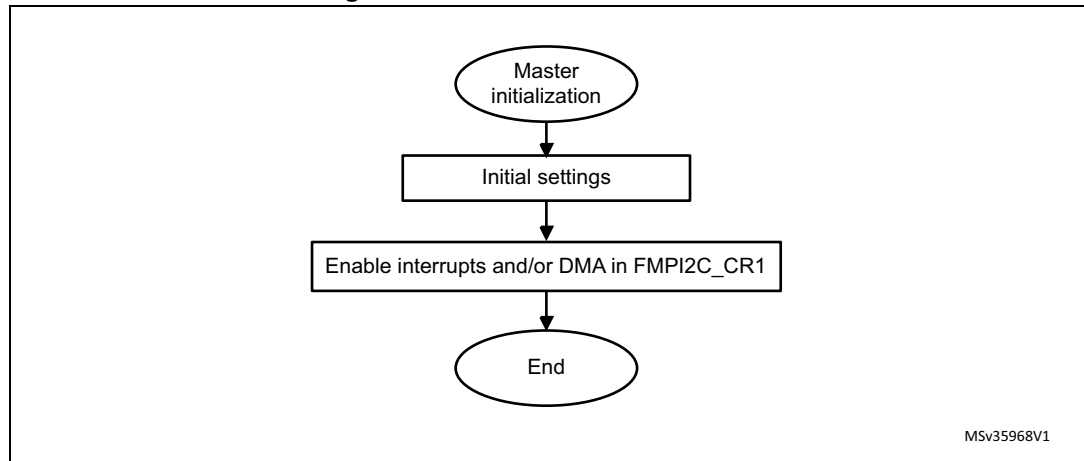 Master
initialization
Initial settings
Enable interrupts and/or DMA in FMPI2C_CR1
End
MSv35968V1